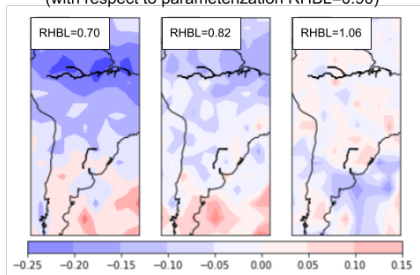 (with respect to parameterization RHBL=0.90)
RHBL=0.70
RHBL=0.82
RHBL=1.06
−0.25 −0.20 −0.15 −0.10 −0.05 0.00 0.05 0.10 0.15